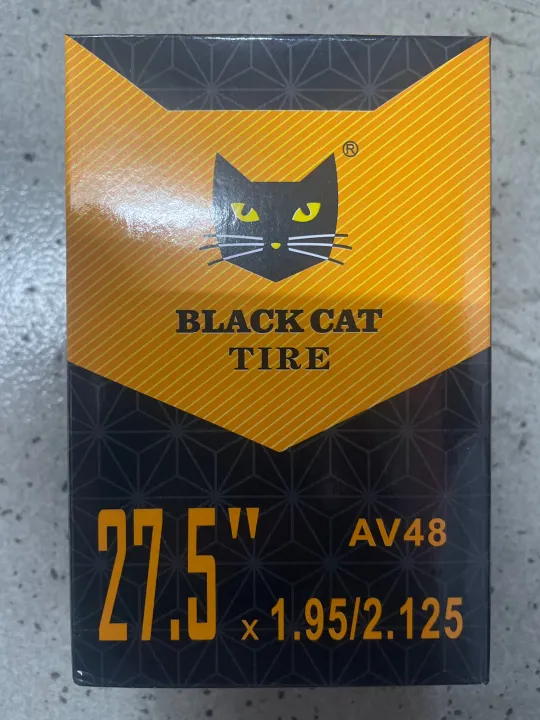 ®
BLACK CAT
TIRE
27.5"
AV48
x 1.95/2.125